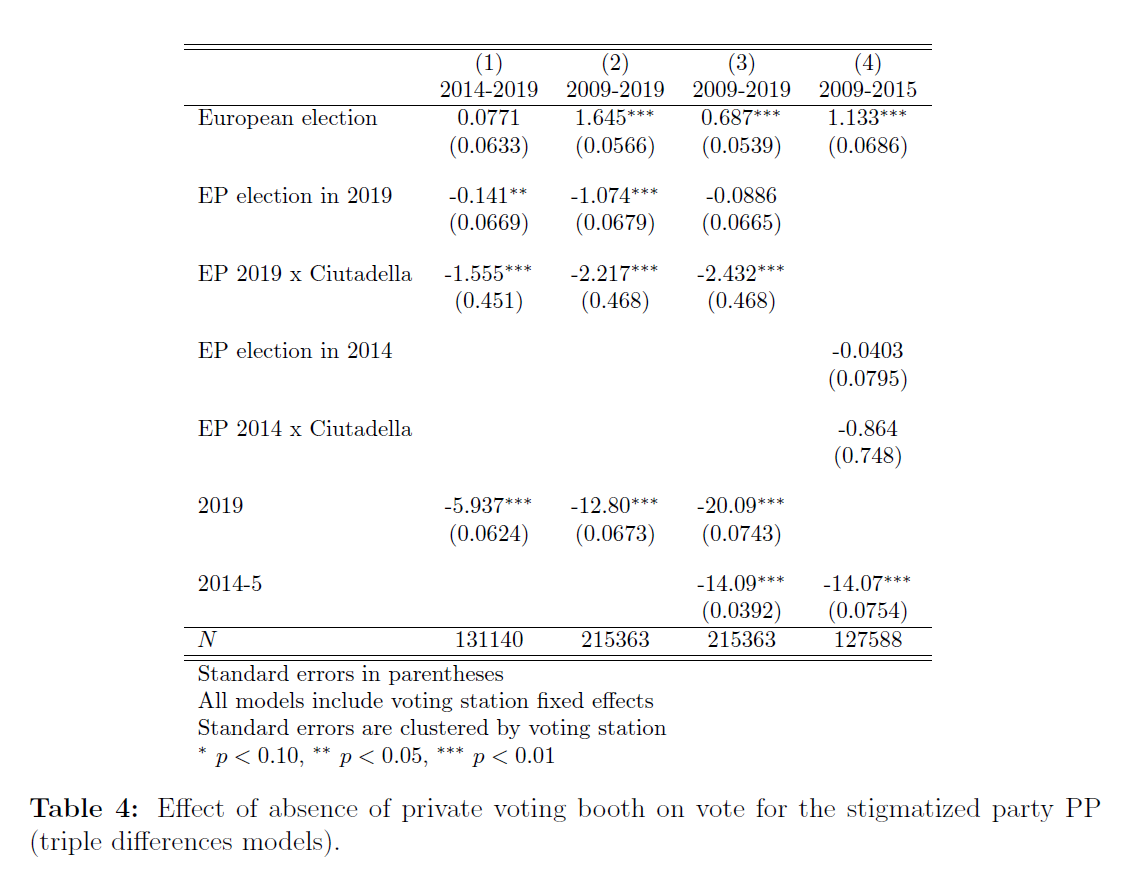 (1) (2) (3) (4)
2014-2019 2009-2019 2009-2019 2009-2015
European election 0.0771 1.645*** 0.687*** 1.133***
(0.0633) (0.0566) (0.0539) (0.0686)
EP election in 2019 -0.141** -1.074*** -0.0886
(0.0669) (0.0679) (0.0665)
EP 2019 x Ciutadella -1.555*** -2.217*** -2.432***
(0.451) (0.468) (0.468)
EP election in 2014 -0.0403
(0.0795)
EP 2014 x Ciutadella -0.864
(0.748)
2019 -5.937*** -12.80*** -20.09***
(0.0624) (0.0673) (0.0743)
2014-5 -14.09*** -14.07***
(0.0392) (0.0754)
N 131140 215363 215363 127588
Standard errors in parentheses
All models include voting station fixed effects
Standard errors are clustered by voting station
* p < 0.10, ** p < 0.05, *** p < 0.01
Table 4: Effect of absence of private voting booth on vote for the stigmatized party PP
(triple differences models).